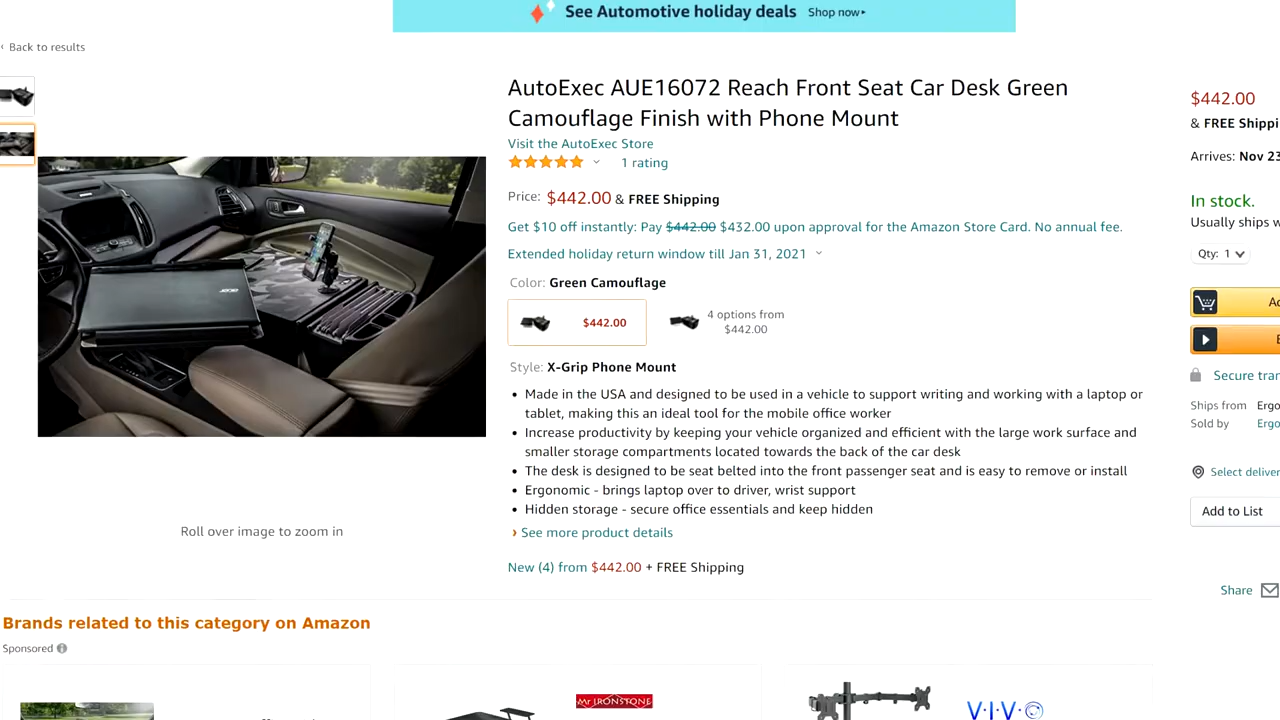 See Automotive holiday deals Shop now▸
‹ Back to results
AutoExec AUE16072 Reach Front Seat Car Desk Green
Camouflage Finish with Phone Mount
Visit the AutoExec Store
1 rating
Price: $442.00 & FREE Shipping
Get $10 off instantly: Pay $442.00 $432.00 upon approval for the Amazon Store Card. No annual fee.
Extended holiday return window till Jan 31, 2021
Color: Green Camouflage
$442.00
4 options from
$442.00
Style: X-Grip Phone Mount
• Made in the USA and designed to be used in a vehicle to support writing and working with a laptop or
tablet, making this an ideal tool for the mobile office worker
• Increase productivity by keeping your vehicle organized and efficient with the large work surface and
smaller storage compartments located towards the back of the car desk
• The desk is designed to be seat belted into the front passenger seat and is easy to remove or install
• Ergonomic - brings laptop over to driver, wrist support
• Hidden storage - secure office essentials and keep hidden
› See more product details
New (4) from $442.00 + FREE Shipping
acer
Roll over image to zoom in
$442.00
& FREE Shippi
Arrives: Nov 23
In stock.
Usually ships w
Qty: 1
Secure tran
Ships from Ergo
Sold by Ergo
Select deliver
Add to List
Share
Brands related to this category on Amazon
Sponsored
Mr IRONSTONE
V·I·V·O